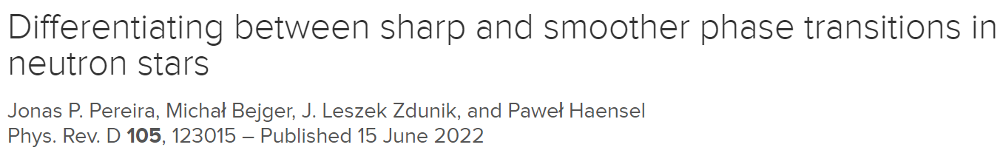 Differentiating between sharp and smoother phase transitions in
neutron stars
Jonas P. Pereira, Michał Bejger, J. Leszek Zdunik, and Paweł Haensel
Phys. Rev. D 105, 123015 – Published 15 June 2022